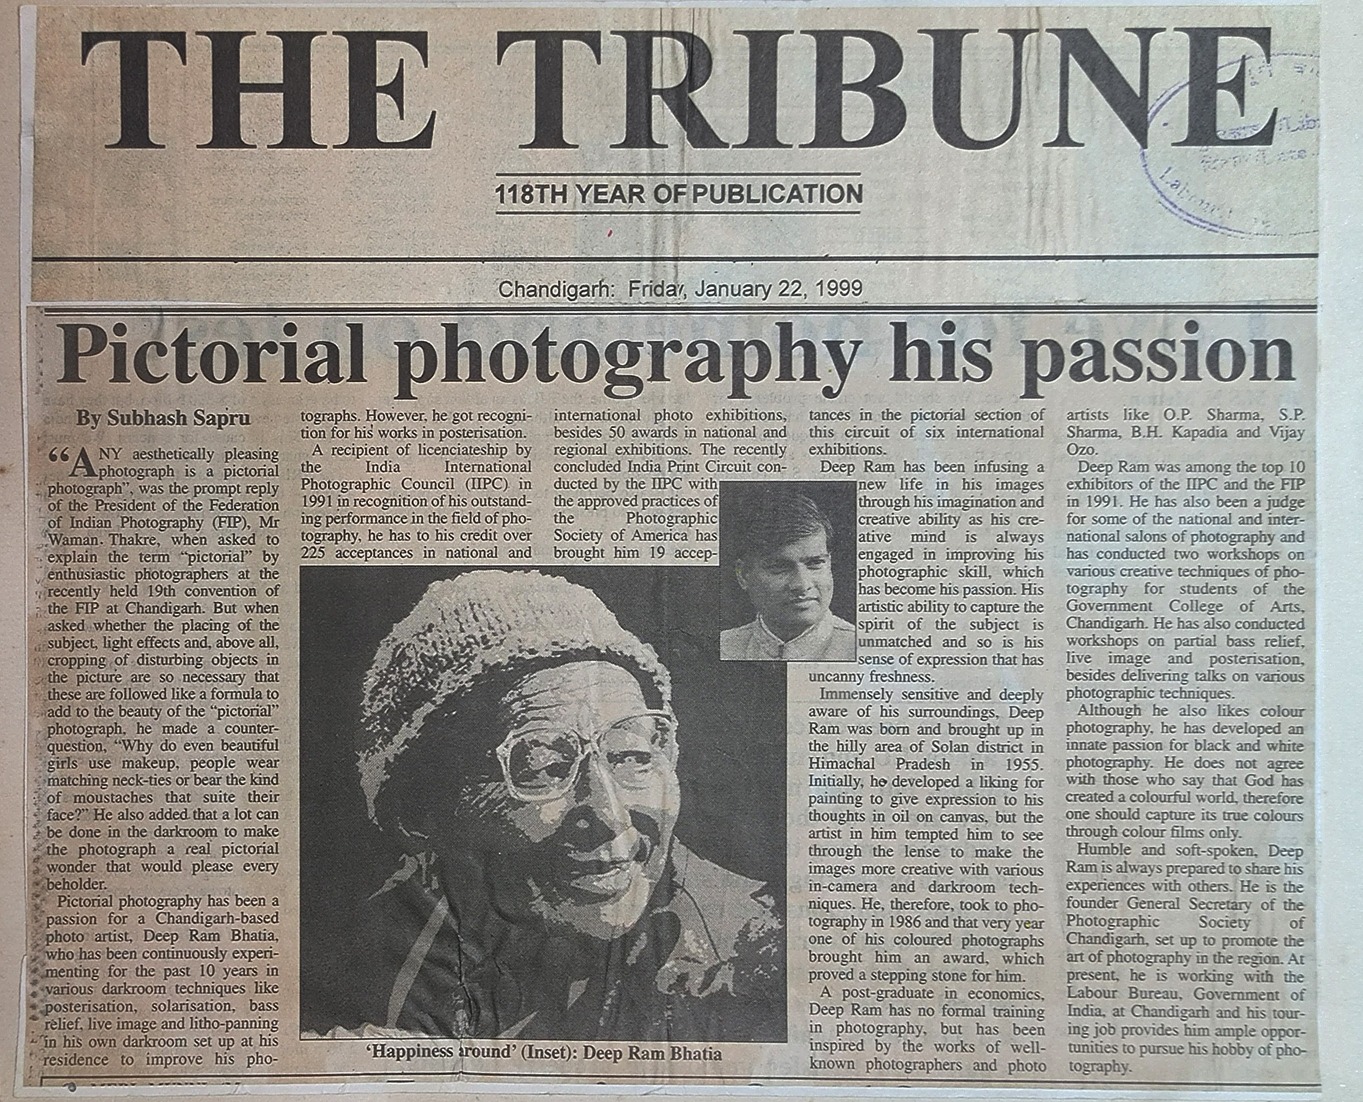 THE TRIBUNE
118TH YEAR OF PUBLICATION
Chandigarh: Friday, January 22, 1999
Pictorial photography his passion
By Subhash Sapru
“ANY aesthetically pleasing
photograph is a pictorial
photograph”, was the prompt reply
of the President of the Federation
of Indian Photography (FIP), Mr
Waman. Thakre, when asked to
explain the term “pictorial” by
enthusiastic photographers at the
recently held 19th convention of
the FIP at Chandigarh. But when
asked whether the placing of the
subject, light effects and, above all,
cropping of disturbing objects in
the picture are so necessary that
these are followed like a formula to
add to the beauty of the “pictorial”
photograph, he made a counter-
question, “Why do even beautiful
girls use makeup, people wear
matching neck-ties or bear the kind
of moustaches that suite their
face?” He also added that a lot can
be done in the darkroom to make
the photograph a real pictorial
wonder that would please every
beholder.
Pictorial photography has been a
passion for a Chandigarh-based
photo artist, Deep Ram Bhatia,
who has been continuously experi-
menting for the past 10 years in
various darkroom techniques like
posterisation, solarisation, bass
relief, live image and litho-panning
in his own darkroom set up at his
residence to improve his pho-
tographs. However, he got recogni-
tion for his works in posterisation.
A recipient of licenciateship by
the India International
Photographic Council (IIPC) in
1991 in recognition of his outstand-
ing performance in the field of pho-
tography, he has to his credit over
225 acceptances in national and
international photo exhibitions,
besides 50 awards in national and
regional exhibitions. The recently
concluded India Print Circuit con-
ducted by the IIPC with
the approved practices of
the Photographic
Society of America has
brought him 19 accep-
tances in the pictorial section of
this circuit of six international
exhibitions.
Deep Ram has been infusing a
new life in his images
through his imagination and
creative ability as his cre-
ative mind is always
engaged in improving his
photographic skill, which
has become his passion. His
artistic ability to capture the
spirit of the subject is
unmatched and so is his
sense of expression that has
uncanny freshness.
Immensely sensitive and deeply
aware of his surroundings, Deep
Ram was born and brought up in
the hilly area of Solan district in
Himachal Pradesh in 1955.
Initially, he developed a liking for
painting to give expression to his
thoughts in oil on canvas, but the
artist in him tempted him to see
through the lense to make the
images more creative with various
in-camera and darkroom tech-
niques. He, therefore, took to pho-
tography in 1986 and that very year
one of his coloured photographs
brought him an award, which
proved a stepping stone for him.
A post-graduate in economics,
Deep Ram has no formal training
in photography, but has been
inspired by the works of well-
known photographers and photo
artists like O.P. Sharma, S.P.
Sharma, B.H. Kapadia and Vijay
Ozo.
Deep Ram was among the top 10
exhibitors of the IIPC and the FIP
in 1991. He has also been a judge
for some of the national and inter-
national salons of photography and
has conducted two workshops on
various creative techniques of pho-
tography for students of the
Government College of Arts,
Chandigarh. He has also conducted
workshops on partial bass relief,
live image and posterisation,
besides delivering talks on various
photographic techniques.
Although he also likes colour
photography, he has developed an
innate passion for black and white
photography. He does not agree
with those who say that God has
created a colourful world, therefore
one should capture its true colours
through colour films only.
Humble and soft-spoken, Deep
Ram is always prepared to share his
experiences with others. He is the
founder General Secretary of the
Photographic Society of
Chandigarh, set up to promote the
art of photography in the region. At
present, he is working with the
Labour Bureau, Government of
India, at Chandigarh and his tour-
ing job provides him ample oppor-
tunities to pursue his hobby of pho-
tography.
‘Happiness around’ (Inset): Deep Ram Bhatia